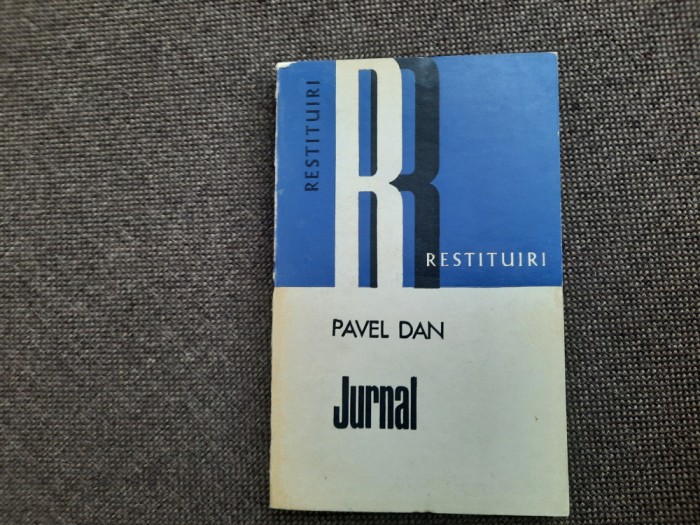 RESTITUIRI
R
RESTITUIRI
PAVEL DAN
Jurnal